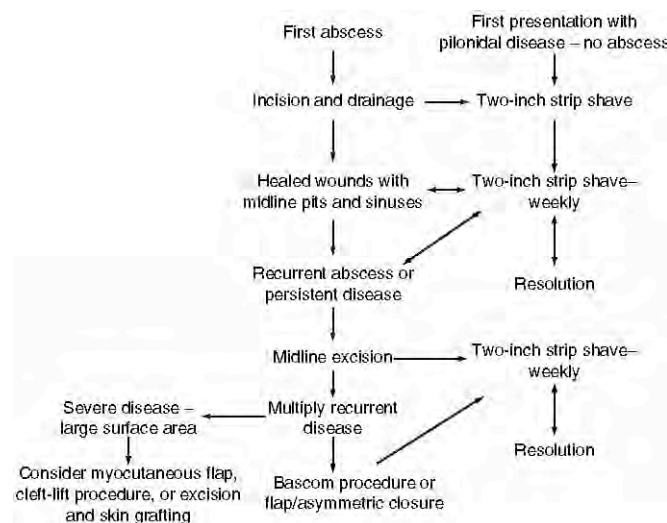 First abscess
First presentation with
pilonidal disease – no abscess
Incision and drainage
Two-inch strip shave
Healed wounds with
midline pits and sinuses
Two-inch strip shave–
weekly
Recurrent abscess or
persistent disease
Resolution
Midline excision
Two-inch strip shave–
weekly
Severe disease –
large surface area
Multiply recurrent
disease
Resolution
Consider myocutaneous flap,
cleft-lift procedure, or excision
and skin grafting
Bascom procedure or
flap/asymmetric closure